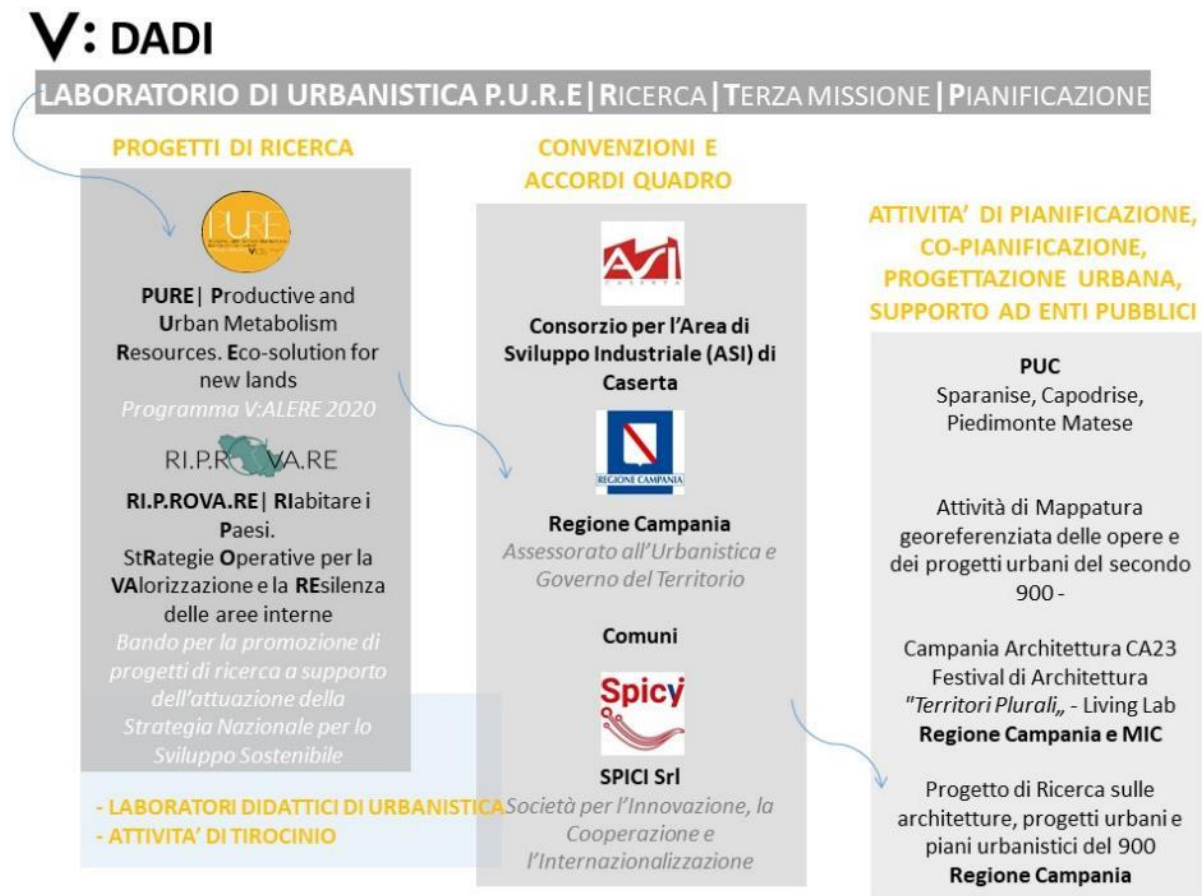 V: DADI
LABORATORIO DI URBANISTICA P.U.R.E|RICERCA|TERZA MISSIONE|PIANIFICAZIONE
PROGETTI DI RICERCA
PURE
V:
PURE| Productive and
Urban Metabolism
Resources. Eco-solution for
new lands
Programma V:ALERE 2020
RI.P.ROVA.RE
RI.P.ROVA.RE| RIabitare i
Paesi.
StRategie Operative per la
VAlorizzazione e la REsilenza
delle aree interne
Bando per la promozione di
progetti di ricerca a supporto
dell'attuazione della
Strategia Nazionale per lo
Sviluppo Sostenibile
- LABORATORI DIDATTICI DI URBANISTICA
- ATTIVITA' DI TIROCINIO
CONVENZIONI E
ACCORDI QUADRO
ASI
CASERTA
Consorzio per l'Area di
Sviluppo Industriale (ASI) di
Caserta
REGIONE CAMPANIA
Regione Campania
Assessorato all'Urbanistica e
Governo del Territorio
Comuni
Spicy
SPICI Srl
Società per l'Innovazione, la
Cooperazione e
l'Internazionalizzazione
ATTIVITA' DI PIANIFICAZIONE,
CO-PIANIFICAZIONE,
PROGETTAZIONE URBANA,
SUPPORTO AD ENTI PUBBLICI
PUC
Sparanise, Capodrise,
Piedimonte Matese
Attività di Mappatura
georeferenziata delle opere e
dei progetti urbani del secondo
900 -
Campania Architettura CA23
Festival di Architettura
"Territori Plurali„ - Living Lab
Regione Campania e MIC
Progetto di Ricerca sulle
architetture, progetti urbani e
piani urbanistici del 900
Regione Campania